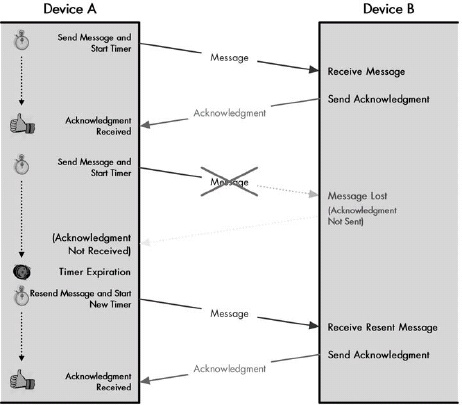 Device A
Device B
Send Message and
Start Timer
Message
Receive Message
Send Acknowledgment
Acknowledgment
Acknowledgment
Received
Send Message and
Start Timer
Message
Message Lost
(Acknowledgment
Not Sent)
(Acknowledgment
Not Received)
Timer Expiration
Resend Message and Start
New Timer
Message
Receive Resent Message
Send Acknowledgment
Acknowledgment
Acknowledgment
Received